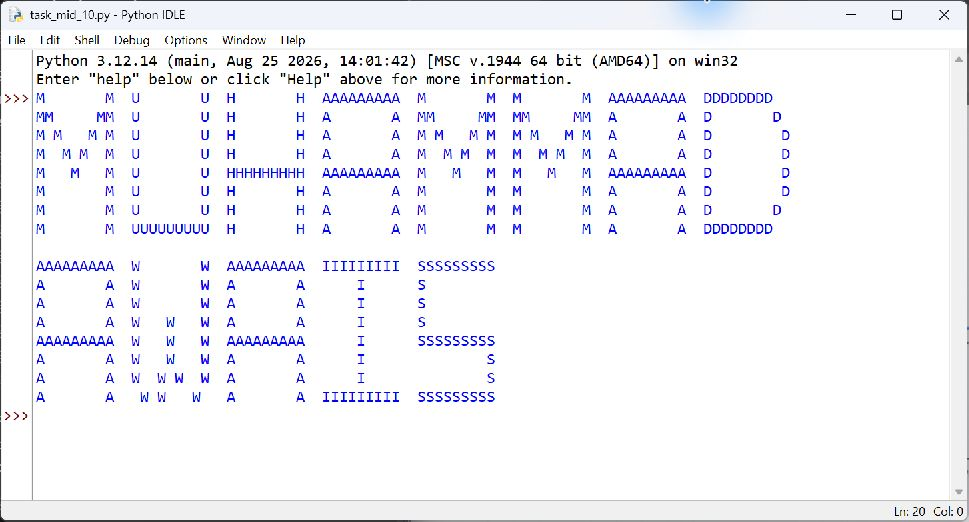 task_mid_10.py - Python IDLE
File Edit Shell Debug Options Window Help
Python 3.12.14 (main, Aug 25 2026, 14:01:42) [MSC v.1944 64 bit (AMD64)] on win32
Enter "help" below or click "Help" above for more information.
>>> M       M  U       U  H       H  AAAAAAAAA  M       M  M       M  AAAAAAAAA  DDDDDDDD
    MM     MM  U       U  H       H  A       A  MM     MM  MM     MM  A       A  D       D
    M M   M M  U       U  H       H  A       A  M M   M M  M M   M M  A       A  D        D
    M  M M  M  U       U  H       H  A       A  M  M M  M  M  M M  M  A       A  D        D
    M   M   M  U       U  HHHHHHHHH  AAAAAAAAA  M   M   M  M   M   M  AAAAAAAAA  D        D
    M       M  U       U  H       H  A       A  M       M  M       M  A       A  D        D
    M       M  U       U  H       H  A       A  M       M  M       M  A       A  D       D
    M       M  UUUUUUUUU  H       H  A       A  M       M  M       M  A       A  DDDDDDDD
    AAAAAAAAA  W       W  AAAAAAAAA  IIIIIIIII  SSSSSSSSS
    A       A  W       W  A       A      I      S
    A       A  W       W  A       A      I      S
    A       A  W   W   W  A       A      I      S
    AAAAAAAAA  W   W   W  AAAAAAAAA      I      SSSSSSSSS
    A       A  W   W   W  A       A      I              S
    A       A  W  W W  W  A       A      I              S
    A       A   W W   W   A       A  IIIIIIIII  SSSSSSSSS
>>>
Ln: 20 Col: 0